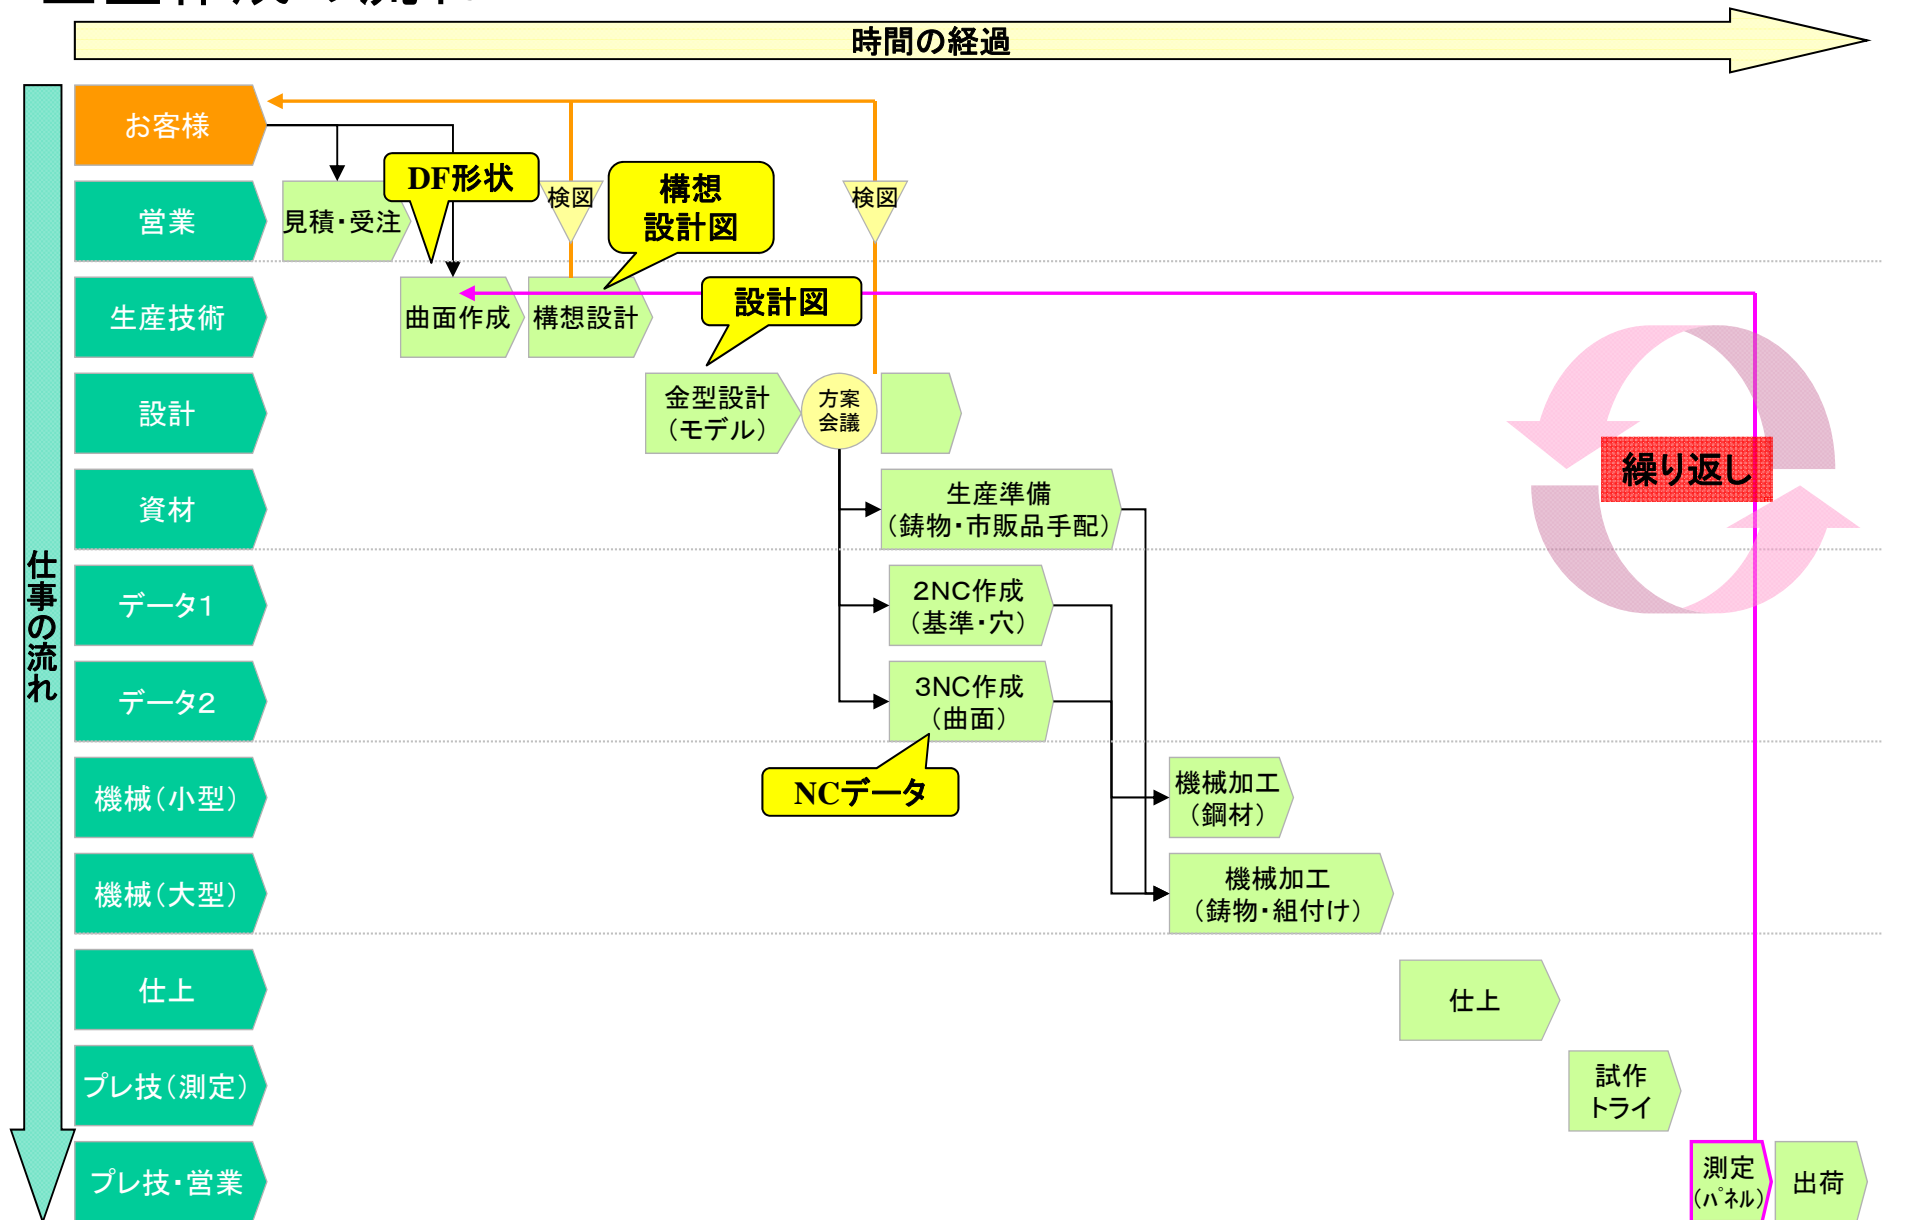 時間の経過
仕事の流れ
お客様
営業
見積・受注
DF形状
検図
構想
設計図
検図
生産技術
曲面作成
構想設計
設計図
設計
金型設計
(モデル)
方案
会議
繰り返し
資材
生産準備
(鋳物・市販品手配)
データ1
2NC作成
(基準・穴)
データ2
3NC作成
(曲面)
NCデータ
機械(小型)
機械加工
(鋼材)
機械(大型)
機械加工
(鋳物・組付け)
仕上
仕上
プレ技(測定)
試作
トライ
プレ技・営業
測定
(パネル)
出荷